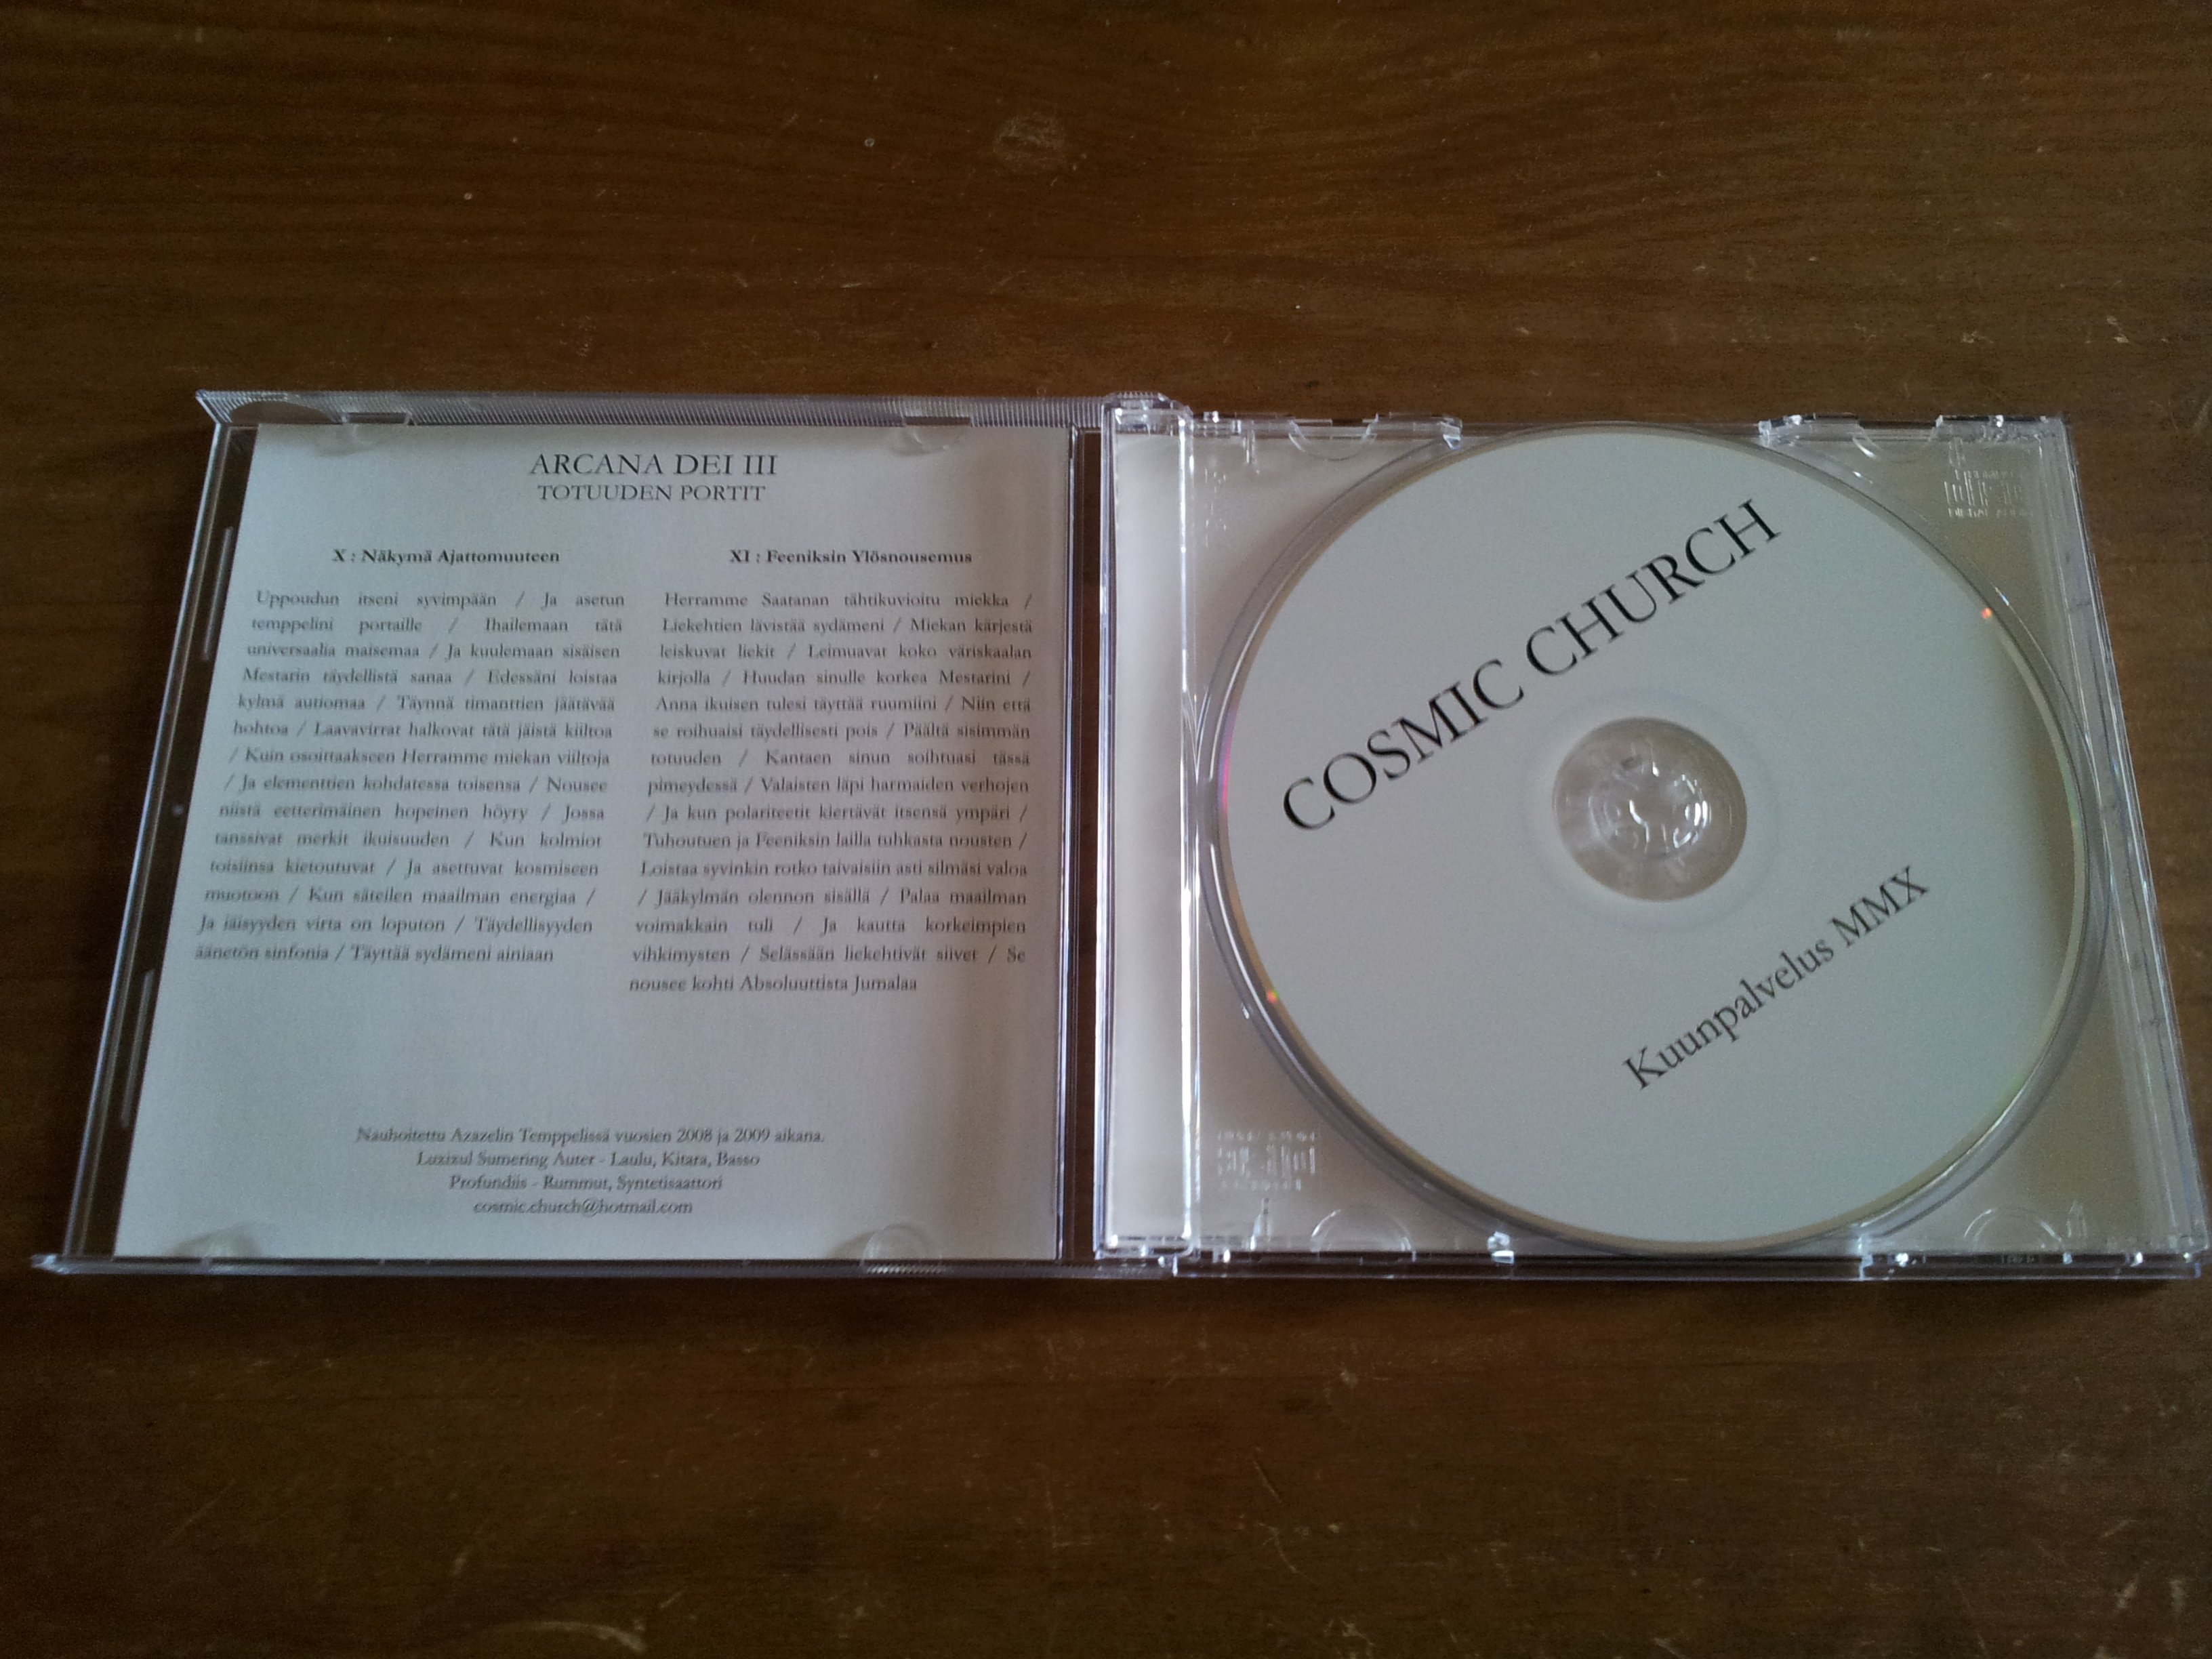 ARCANA DEI III
TOTUUDEN PORTIT
X : Näkymä Ajattomuuteen
Uppoudun itseni syvimpään / Ja asetun
temppelini portaille / Ihailemaan tätä
universaalia maisemaa / Ja kuulemaan sisäisen
Mestarin täydellistä sanaa / Edessäni loistaa
kylmä autiomaa / Täynnä timanttien jäätävää
hohtoa / Laavavirrat halkovat tätä jäistä kiiltoa
/ Kuin osoittaakseen Herramme miekan viiltoja
/ Ja elementtien kohdatessa toisensa / Nousee
niistä eetterimäinen hopeinen höyry / Jossa
tanssivat merkit ikuisuuden / Kun kolmiot
toisiinsa kietoutuvat / Ja asettuvat kosmiseen
muotoon / Kun säteilen maailman energiaa /
Ja iäisyyden virta on loputon / Täydellisyyden
äänetön sinfonia / Täyttää sydämeni ainiaan
XI : Feeniksin Ylösnousemus
Herramme Saatanan tähtikuvioitu miekka /
Liekehtien lävistää sydämeni / Miekan kärjestä
leiskuvat liekit / Leimuavat koko väriskaalan
kirjolla / Huudan sinulle korkea Mestarini /
Anna ikuisen tulesi täyttää ruumiini / Niin että
se roihuaisi täydellisesti pois / Päältä sisimmän
totuuden / Kantaen sinun soihtuasi tässä
pimeydessä / Valaisten läpi harmaiden verhojen
/ Ja kun polariteetit kiertävät itsensä ympäri /
Tuhoutuen ja Feeniksin lailla tuhkasta nousten /
Loistaa syvinkin rotko taivaisiin asti silmäsi valoa
/ Jääkylmän olennon sisällä / Palaa maailman
voimakkain tuli / Ja kautta korkeimpien
vihkimysten / Selässään liekehtivät siivet / Se
nousee kohti Absoluuttista Jumalaa
Nauhoitettu Azazelin Temppelissä vuosien 2008 ja 2009 aikana.
Luxixul Sumering Auter - Laulu, Kitara, Basso
Profundiis - Rummut, Syntetisaattori
cosmic.church@hotmail.com
COSMIC CHURCH
Kuunpalvelus MMX